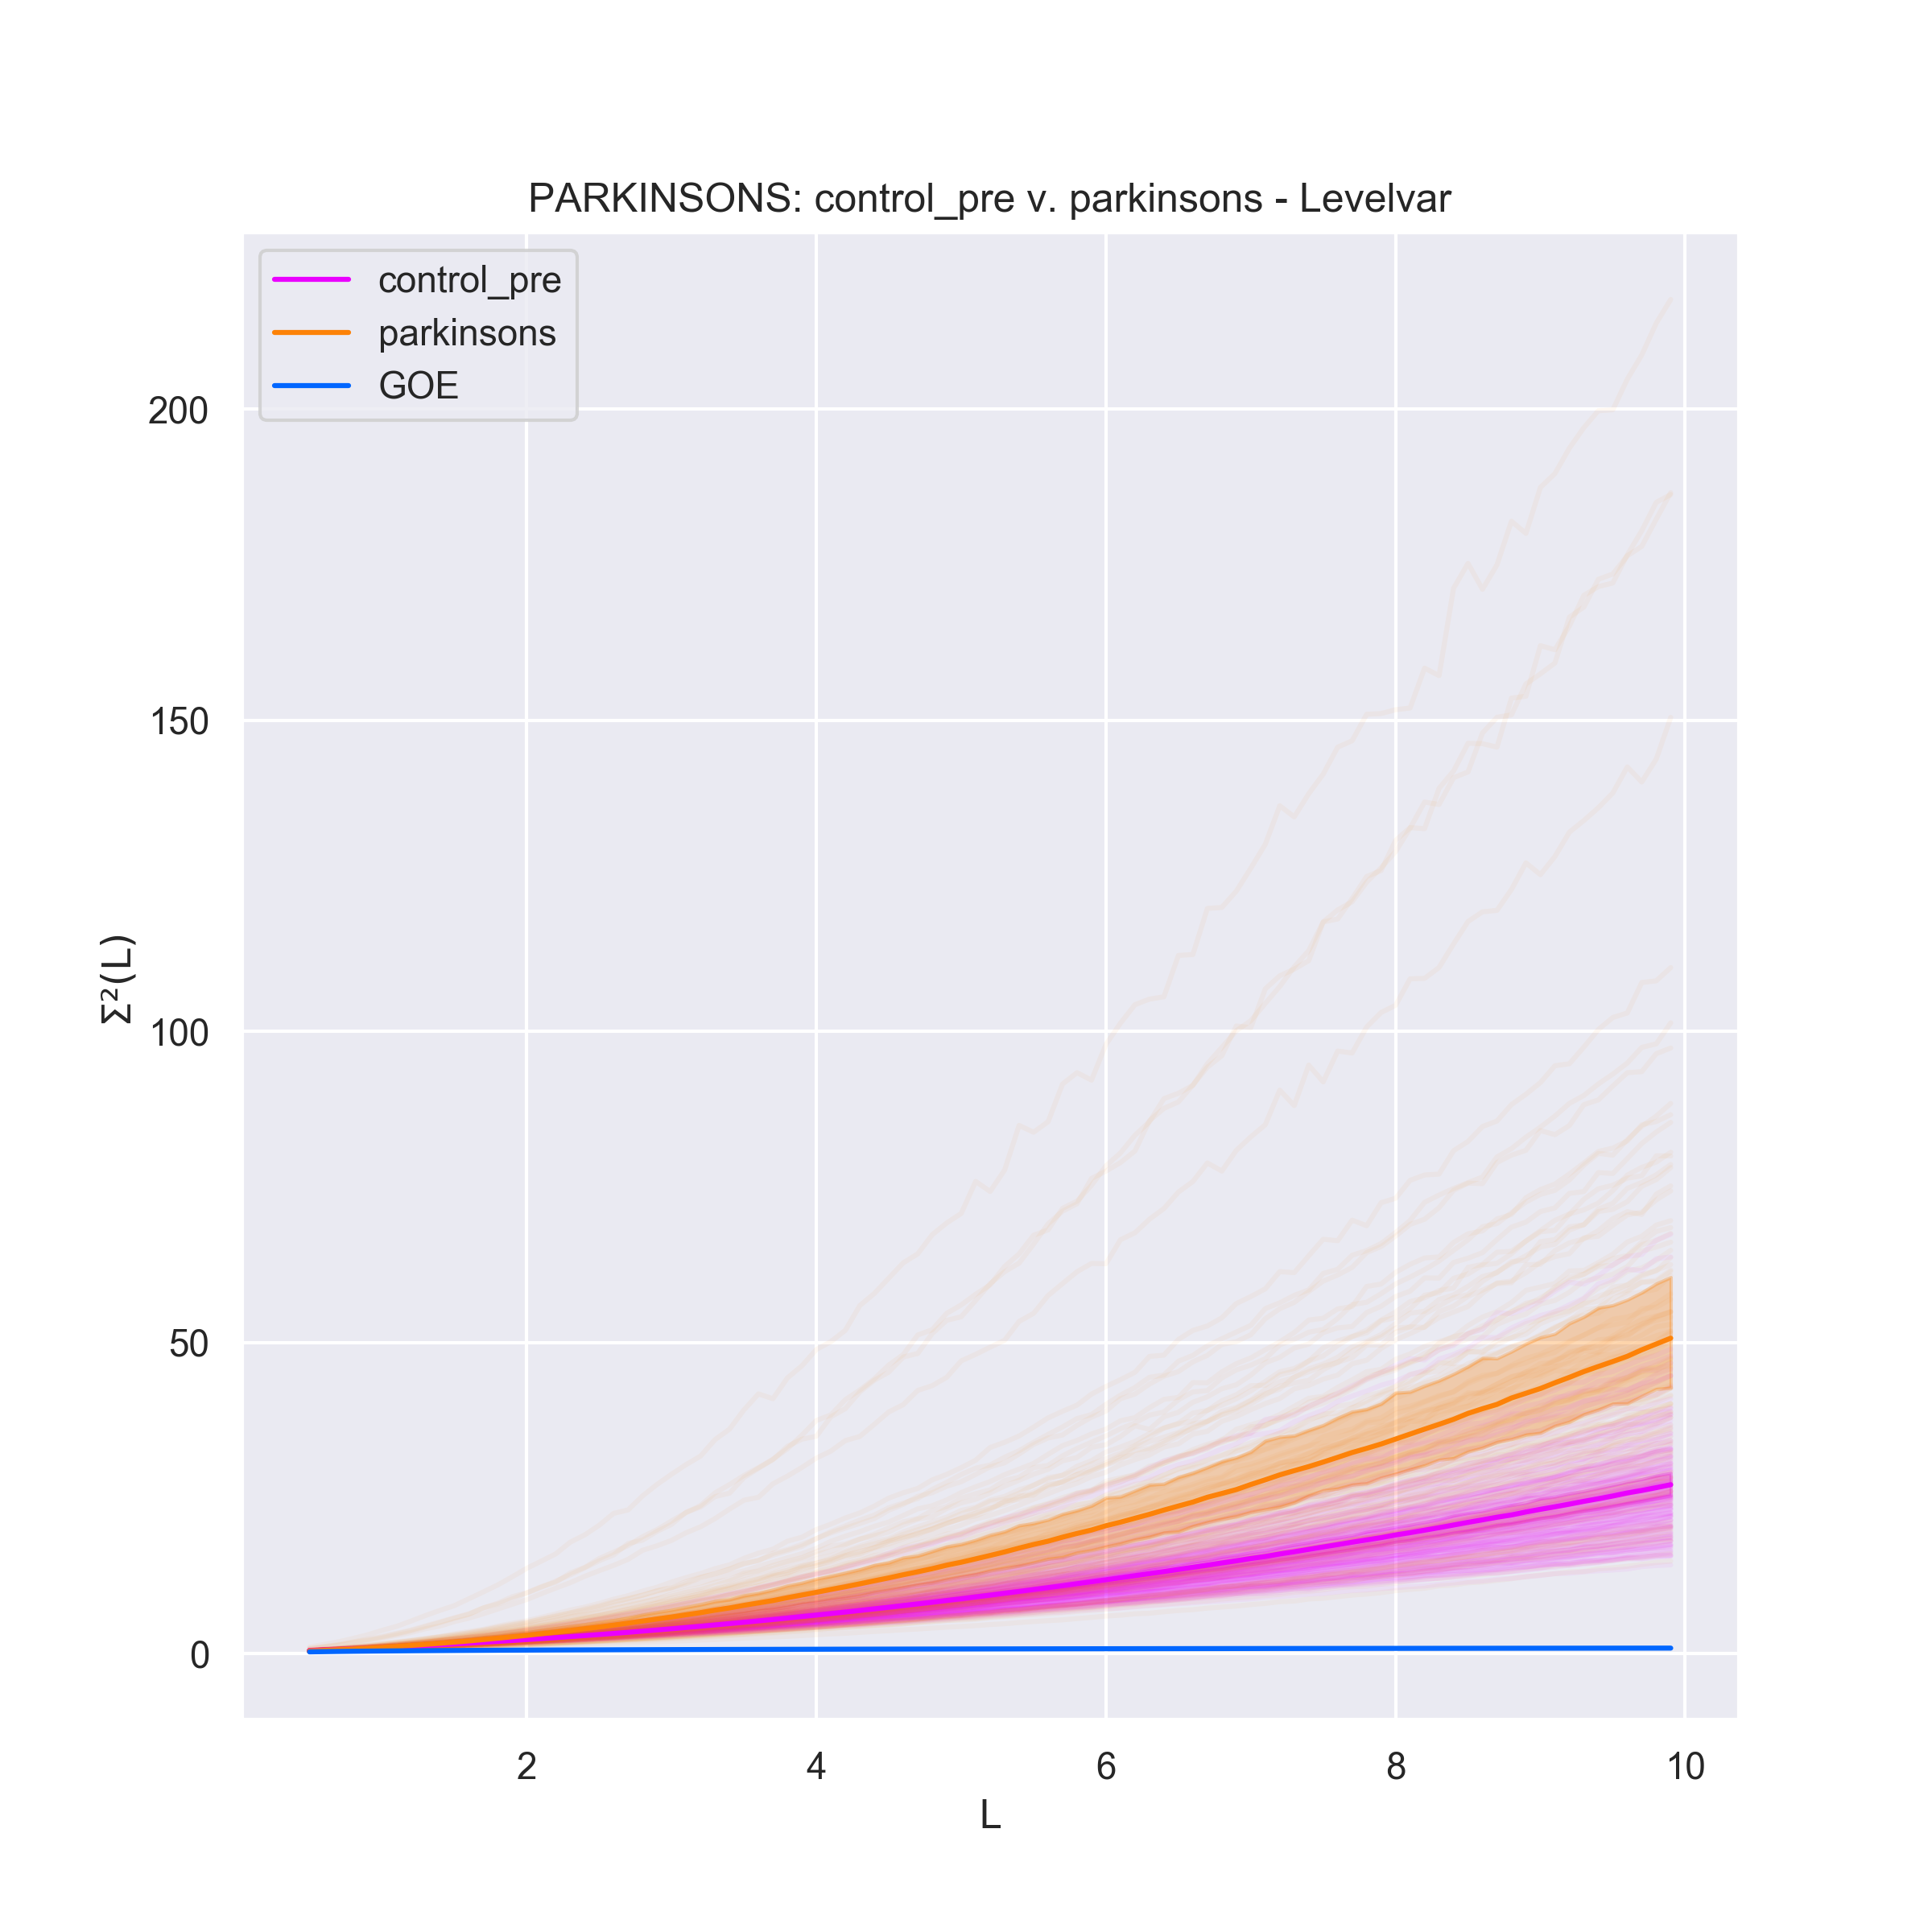 PARKINSONS: control_pre v. parkinsons - Levelvar
control_pre
parkinsons
GOE
200
150
100
50
0
Σ²(L)
2
4
6
8
10
L